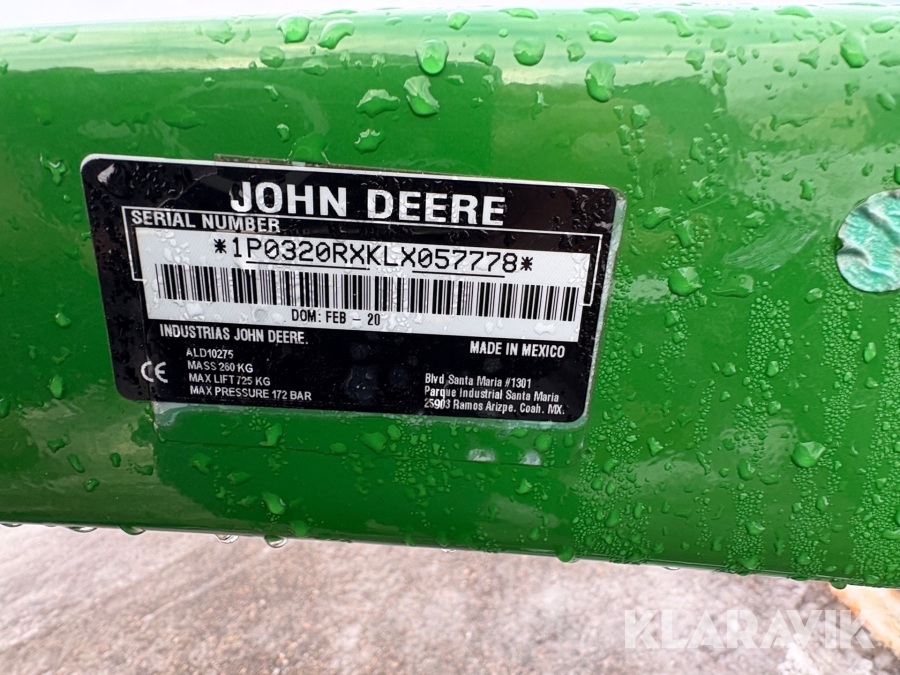 JOHN DEERE
SERIAL NUMBER
*1P0320RXKLX057778*
DOM: FEB - 20
INDUSTRIAS JOHN DEERE.
MADE IN MEXICO
ALD10275
MASS 260 KG
MAX LIFT 725 KG
MAX PRESSURE 172 BAR
CE
Blvd Santa Maria #1301
Parque Industrial Santa Maria
25903 Ramos Arizpe. Coah. MX.
KLARAVIK